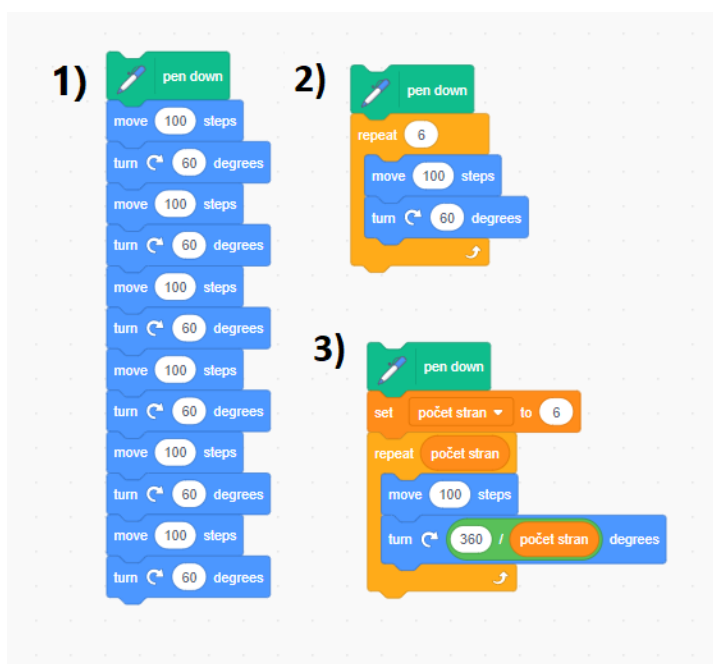 1)
pen down
move 100 steps
turn 60 degrees
move 100 steps
turn 60 degrees
move 100 steps
turn 60 degrees
move 100 steps
turn 60 degrees
move 100 steps
turn 60 degrees
move 100 steps
turn 60 degrees
2)
pen down
repeat 6
move 100 steps
turn 60 degrees
3)
pen down
set počet stran to 6
repeat počet stran
move 100 steps
turn 360 / počet stran degrees